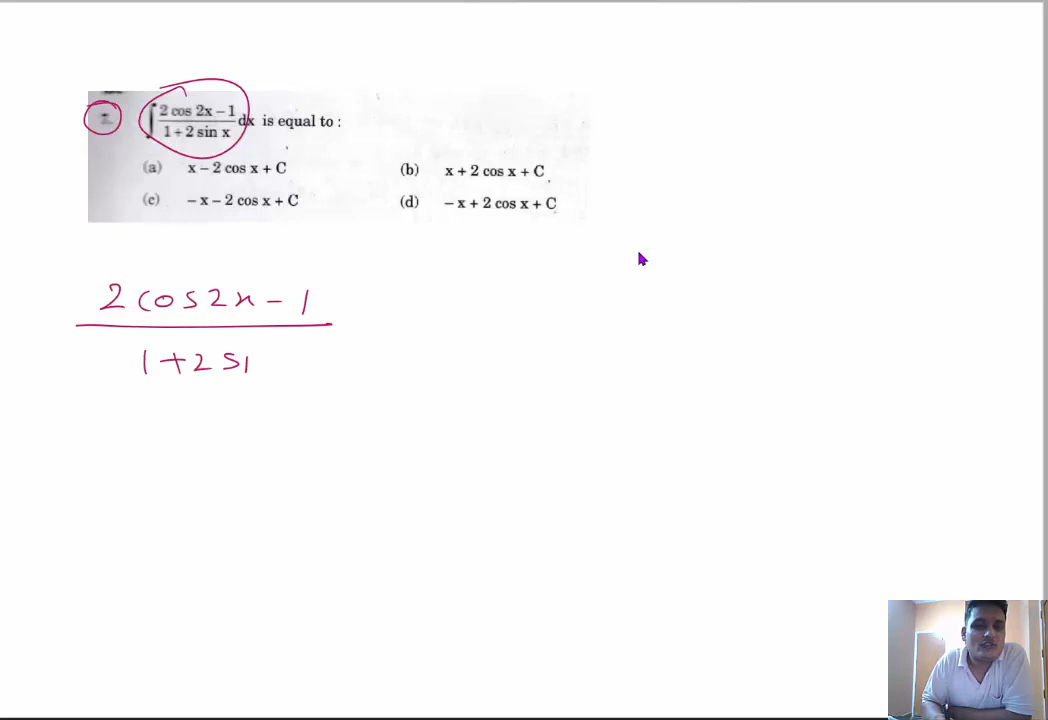 ∫ 2 cos 2x – 1 / 1 + 2 sin x dx is equal to :
(a) x – 2 cos x + C (b) x + 2 cos x + C
(c) – x – 2 cos x + C (d) – x + 2 cos x + C
2 cos 2x – 1
1 + 2 si